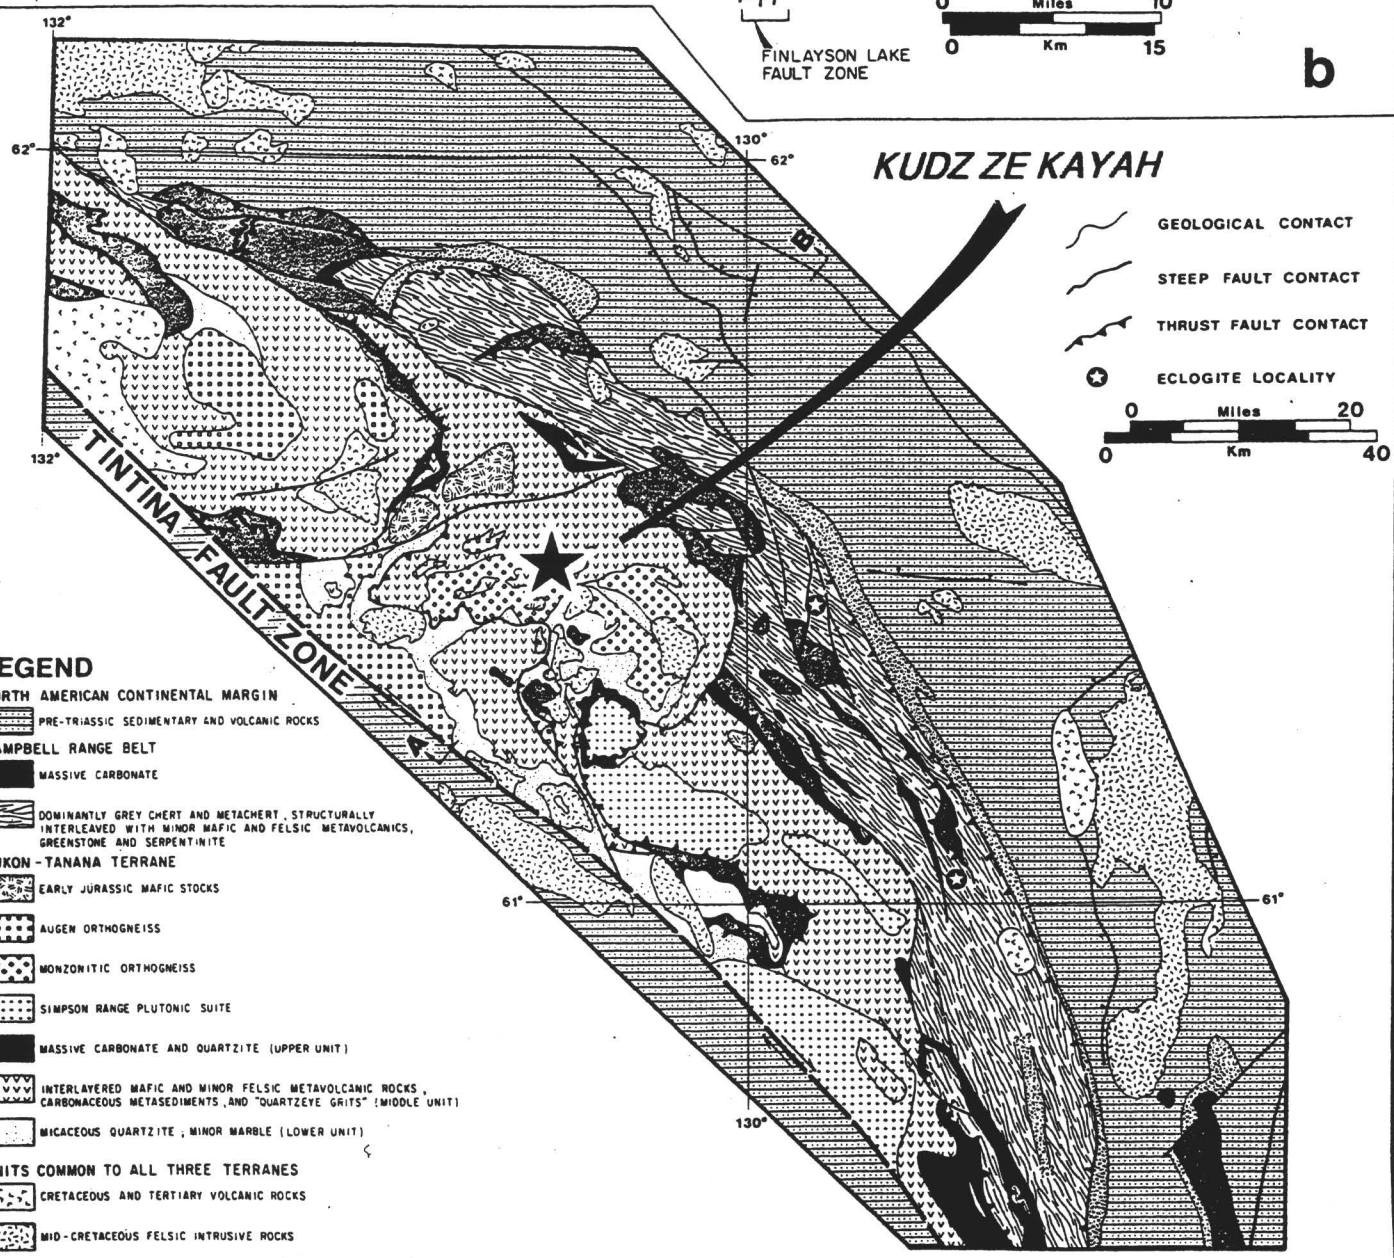 0 Miles 10
0 Km 15
FINLAYSON LAKE
FAULT ZONE
b
132°
130°
62°
62°
KUDZ ZE KAYAH
B
GEOLOGICAL CONTACT
STEEP FAULT CONTACT
THRUST FAULT CONTACT
ECLOGITE LOCALITY
0 Miles 20
0 Km 40
132°
TINTINA FAULT ZONE
A
EGEND
RTH AMERICAN CONTINENTAL MARGIN
PRE-TRIASSIC SEDIMENTARY AND VOLCANIC ROCKS
AMPBELL RANGE BELT
MASSIVE CARBONATE
DOMINANTLY GREY CHERT AND METACHERT, STRUCTURALLY
INTERLEAVED WITH MINOR MAFIC AND FELSIC METAVOLCANICS,
GREENSTONE AND SERPENTINITE
UKON-TANANA TERRANE
EARLY JURASSIC MAFIC STOCKS
61°
61°
AUGEN ORTHOGNEISS
MONZONITIC ORTHOGNEISS
SIMPSON RANGE PLUTONIC SUITE
MASSIVE CARBONATE AND QUARTZITE (UPPER UNIT)
INTERLAYERED MAFIC AND MINOR FELSIC METAVOLCANIC ROCKS,
CARBONACEOUS METASEDIMENTS, AND "QUARTZEYE GRITS" (MIDDLE UNIT)
130°
MICACEOUS QUARTZITE; MINOR MARBLE (LOWER UNIT)
NITS COMMON TO ALL THREE TERRANES
CRETACEOUS AND TERTIARY VOLCANIC ROCKS
MID-CRETACEOUS FELSIC INTRUSIVE ROCKS